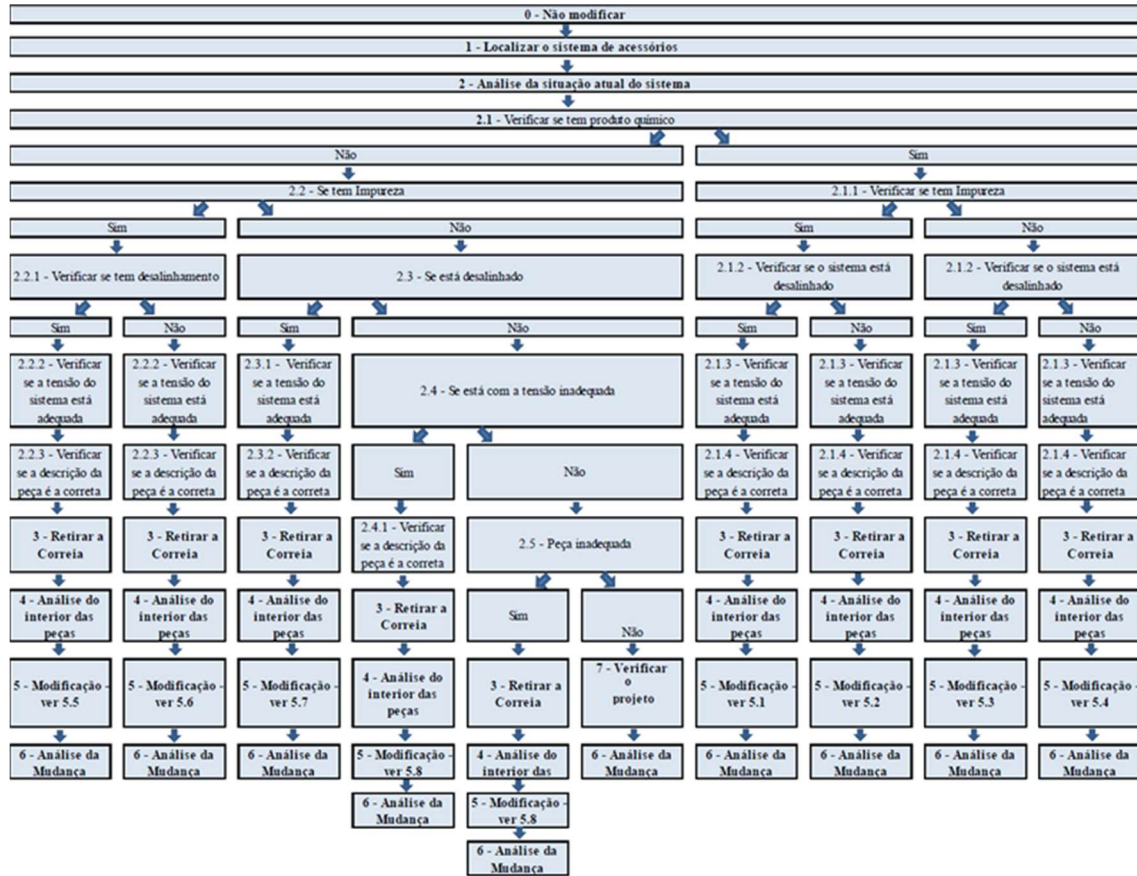 0 - Não modificar
1 - Localizar o sistema de acessórios
2 - Análise da situação atual do sistema
2.1 - Verificar se tem produto químico
Não
Sim
2.2 - Se tem Impureza
2.1.1 - Verificar se tem Impureza
Sim
Não
Sim
Não
2.2.1 - Verificar se tem desalinhamento
2.3 - Se está desalinhado
2.1.2 - Verificar se o sistema está
desalinhado
2.1.2 - Verificar se o sistema está
desalinhado
Sim
Não
Sim
Não
Sim
Não
Sim
Não
2.2.2 - Verificar
se a tensão do
sistema está
adequada
2.2.2 - Verificar
se a tensão do
sistema está
adequada
2.3.1 - Verificar
se a tensão do
sistema está
adequada
2.4 - Se está com a tensão inadequada
2.1.3 - Verificar
se a tensão do
sistema está
adequada
2.1.3 - Verificar
se a tensão do
sistema está
adequada
2.1.3 - Verificar
se a tensão do
sistema está
adequada
2.1.3 - Verificar
se a tensão do
sistema está
adequada
2.2.3 - Verificar
se a descrição da
peça é a correta
2.2.3 - Verificar
se a descrição da
peça é a correta
2.3.2 - Verificar
se a descrição da
peça é a correta
Sim
Não
2.1.4 - Verificar
se a descrição da
peça é a correta
2.1.4 - Verificar
se a descrição da
peça é a correta
2.1.4 - Verificar
se a descrição da
peça é a correta
2.1.4 - Verificar
se a descrição da
peça é a correta
3 - Retirar a
Correia
3 - Retirar a
Correia
3 - Retirar a
Correia
2.4.1 - Verificar
se a descrição da
peça é a correta
2.5 - Peça inadequada
3 - Retirar a
Correia
3 - Retirar a
Correia
3 - Retirar a
Correia
3 - Retirar a
Correia
4 - Análise do
interior das
peças
4 - Análise do
interior das
peças
4 - Análise do
interior das
peças
3 - Retirar a
Correia
Sim
Não
4 - Análise do
interior das
peças
4 - Análise do
interior das
peças
4 - Análise do
interior das
peças
4 - Análise do
interior das
peças
5 - Modificação -
ver 5.5
5 - Modificação -
ver 5.6
5 - Modificação -
ver 5.7
4 - Análise do
interior das
peças
3 - Retirar a
Correia
7 - Verificar
o
projeto
5 - Modificação -
ver 5.1
5 - Modificação -
ver 5.2
5 - Modificação -
ver 5.3
5 - Modificação -
ver 5.4
6 - Análise da
Mudança
6 - Análise da
Mudança
6 - Análise da
Mudança
5 - Modificação -
ver 5.8
4 - Análise do
interior das
6 - Análise da
Mudança
6 - Análise da
Mudança
6 - Análise da
Mudança
6 - Análise da
Mudança
6 - Análise da
Mudança
6 - Análise da
Mudança
5 - Modificação -
ver 5.8
6 - Análise da
Mudança